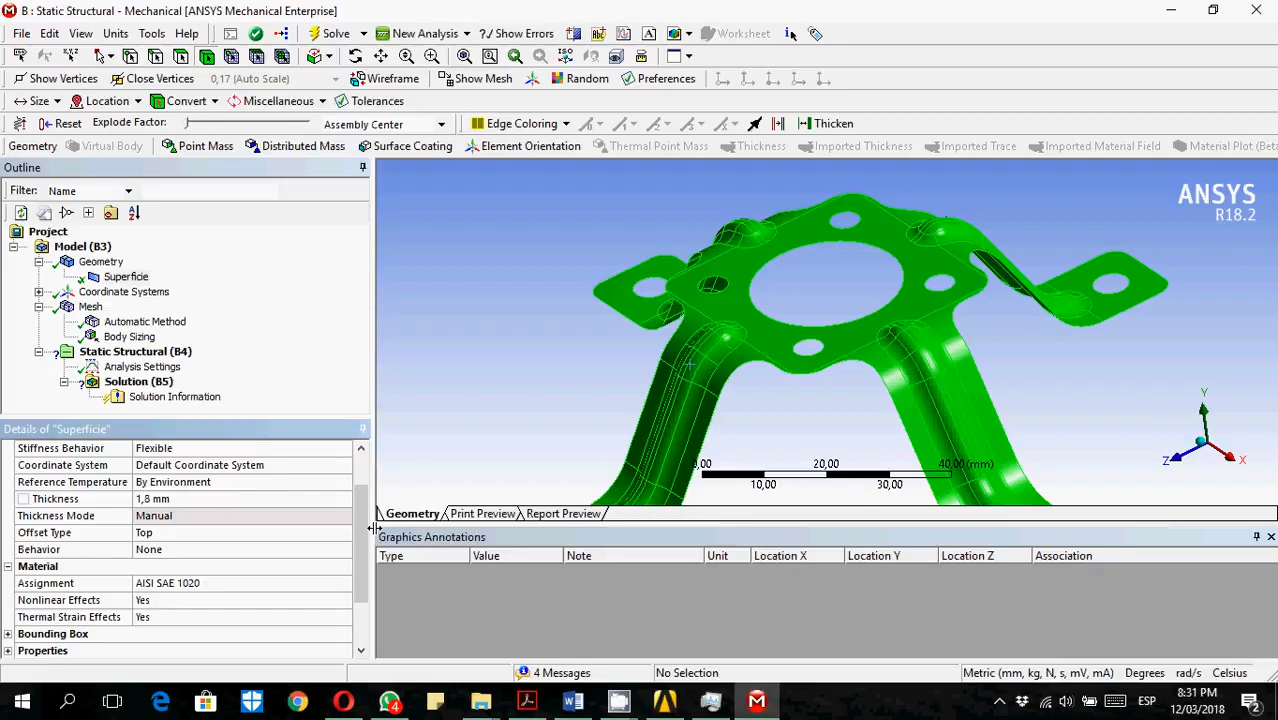 B : Static Structural - Mechanical [ANSYS Mechanical Enterprise]
File Edit View Units Tools Help Solve New Analysis ? Show Errors Worksheet
Show Vertices Close Vertices 0,17 (Auto Scale) Wireframe Show Mesh Random Preferences
Size Location Convert Miscellaneous Tolerances
Reset Explode Factor: Assembly Center Edge Coloring Thicken
Geometry Virtual Body Point Mass Distributed Mass Surface Coating Element Orientation Thermal Point Mass Thickness Imported Thickness Imported Trace Imported Material Field Material Plot (Beta
Outline
Filter: Name
Project
Model (B3)
Geometry
Superficie
Coordinate Systems
Mesh
Automatic Method
Body Sizing
Static Structural (B4)
Analysis Settings
Solution (B5)
Solution Information
Details of "Superficie"
Stiffness Behavior Flexible
Coordinate System Default Coordinate System
Reference Temperature By Environment
Thickness 1,8 mm
Thickness Mode Manual
Offset Type Top
Behavior None
Material
Assignment AISI SAE 1020
Nonlinear Effects Yes
Thermal Strain Effects Yes
Bounding Box
Properties
ANSYS
R18.2
Y
Z X
0,00 20,00 40,00 (mm)
10,00 30,00
Geometry Print Preview Report Preview
Graphics Annotations
Type Value Note Unit Location X Location Y Location Z Association
4 Messages No Selection Metric (mm, kg, N, s, mV, mA) Degrees rad/s Celsius
4 ESP 8:31 PM
12/03/2018 2